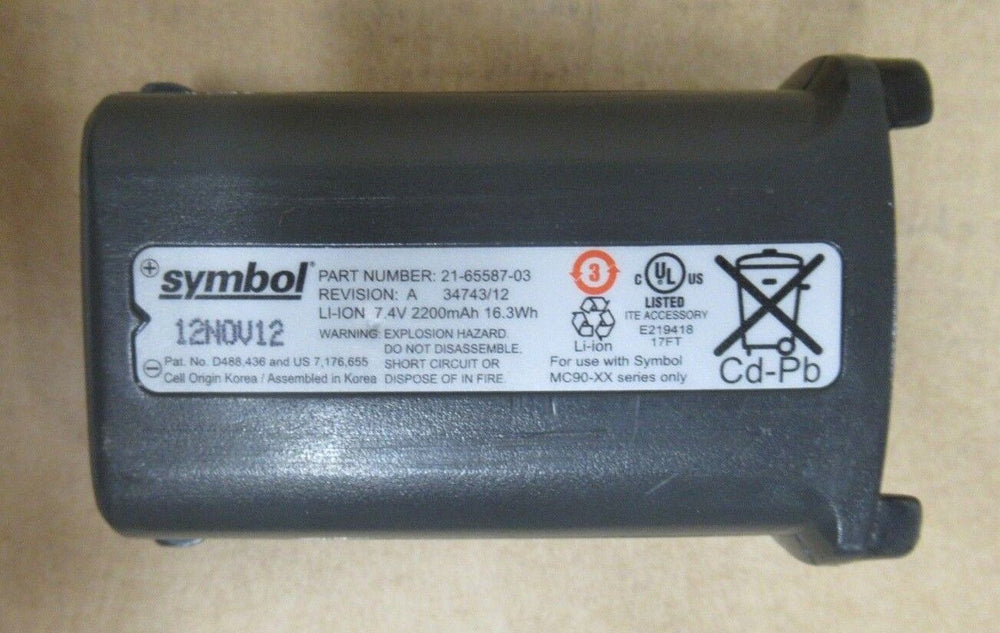 symbol®
12NOV12
Pat. No. D488,436 and US 7,176,655
Cell Origin Korea / Assembled in Korea
PART NUMBER: 21-65587-03
REVISION: A 34743/12
LI-ION 7.4V 2200mAh 16.3Wh
WARNING: EXPLOSION HAZARD.
DO NOT DISASSEMBLE,
SHORT CIRCUIT OR
DISPOSE OF IN FIRE.
3
Li-ion
For use with Symbol
MC90-XX series only
C UL US
LISTED
ITE ACCESSORY
E219418
17FT
Cd-Pb